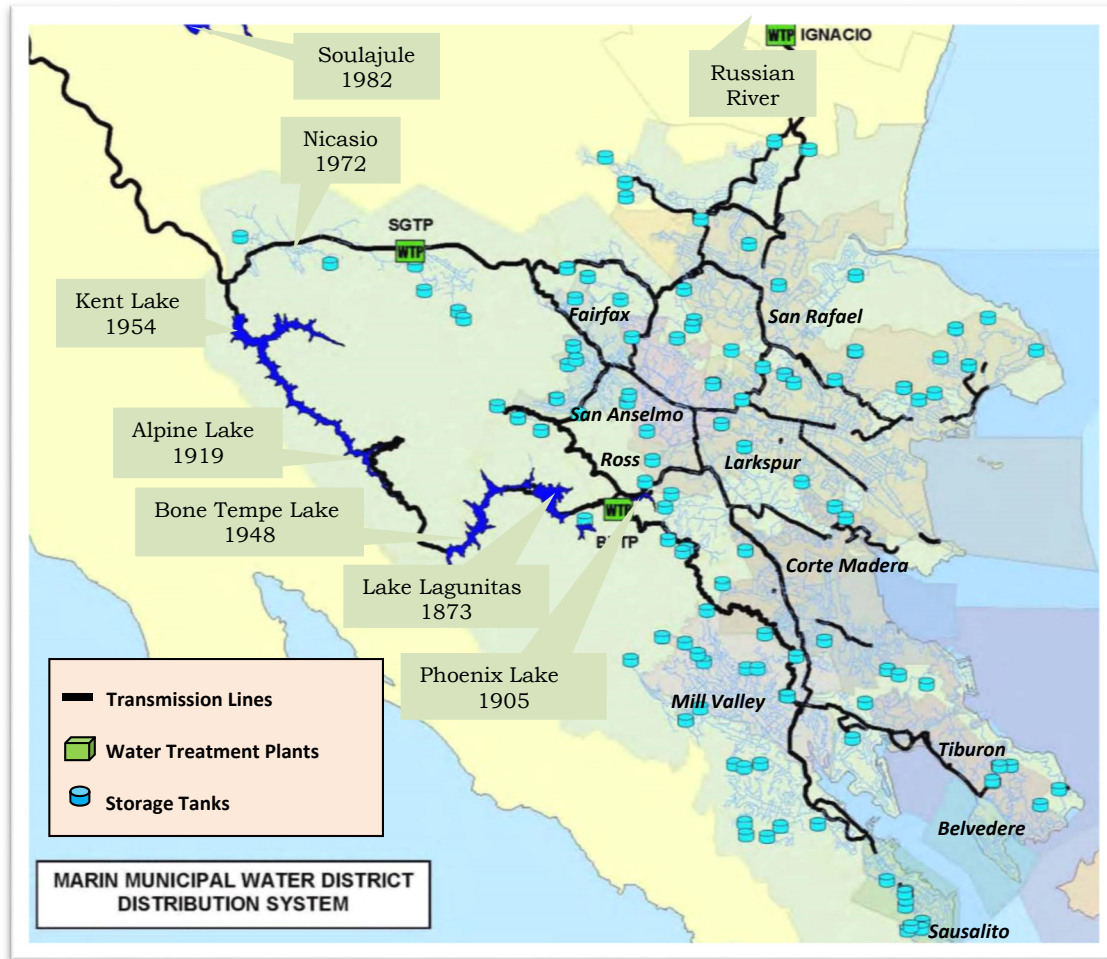 Soulajule
1982
WTP IGNACIO
Russian
River
Nicasio
1972
SGTP
WTP
Kent Lake
1954
Fairfax
San Rafael
Alpine Lake
1919
San Anselmo
Ross
Larkspur
Bone Tempe Lake
1948
WTP
Corte Madera
Lake Lagunitas
1873
Phoenix Lake
1905
Mill Valley
Tiburon
Belvedere
Sausalito
Transmission Lines
Water Treatment Plants
Storage Tanks
MARIN MUNICIPAL WATER DISTRICT
DISTRIBUTION SYSTEM